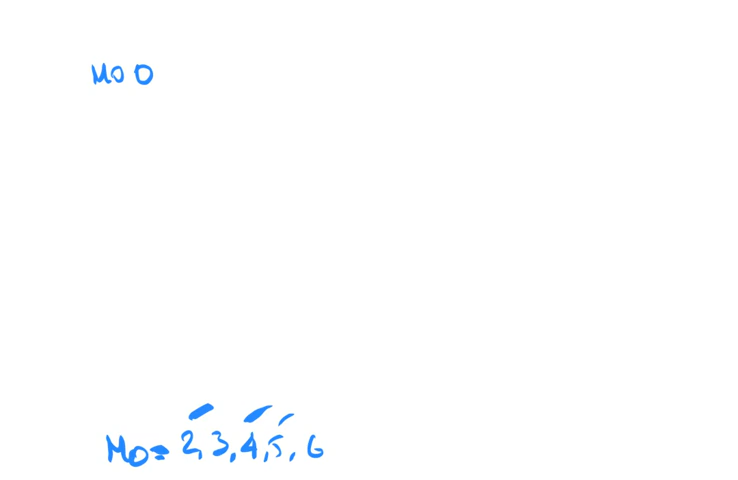 Mo O
Mo = 2, 3, 4, 5, 6